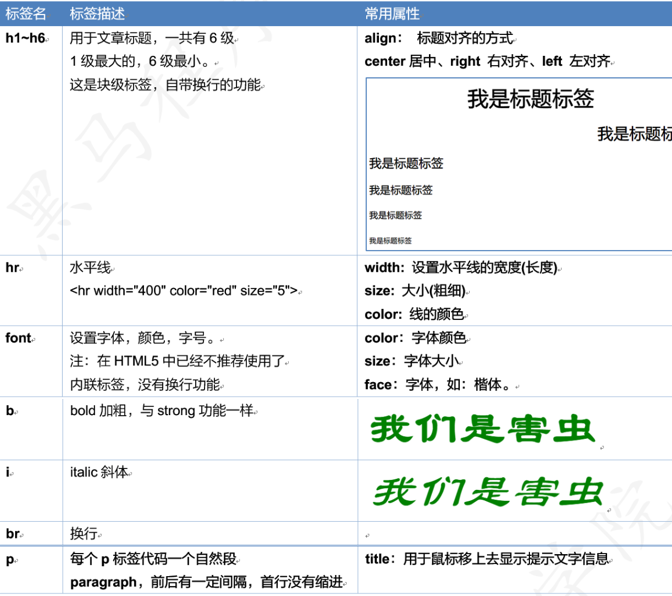 标签名 标签描述 常用属性
h1~h6 用于文章标题，一共有 6 级 align： 标题对齐的方式
1 级最大的，6 级最小。 center 居中、right 右对齐、left 左对齐
这是块级标签，自带换行的功能
我是标题标签
我是标题标
我是标题标签
我是标题标签
我是标题标签
我是标题标签
hr 水平线 width: 设置水平线的宽度(长度)
<hr width="400" color="red" size="5"> size: 大小(粗细)
color: 线的颜色
font 设置字体，颜色，字号。 color：字体颜色
注：在 HTML5 中已经不推荐使用了 size：字体大小
内联标签，没有换行功能 face：字体，如：楷体。
b bold 加粗，与 strong 功能一样 我们是害虫
i italic 斜体 我们是害虫
br 换行
p 每个 p 标签代码一个自然段 title：用于鼠标移上去显示提示文字信息
paragraph，前后有一定间隔，首行没有缩进
黑马程序
学院